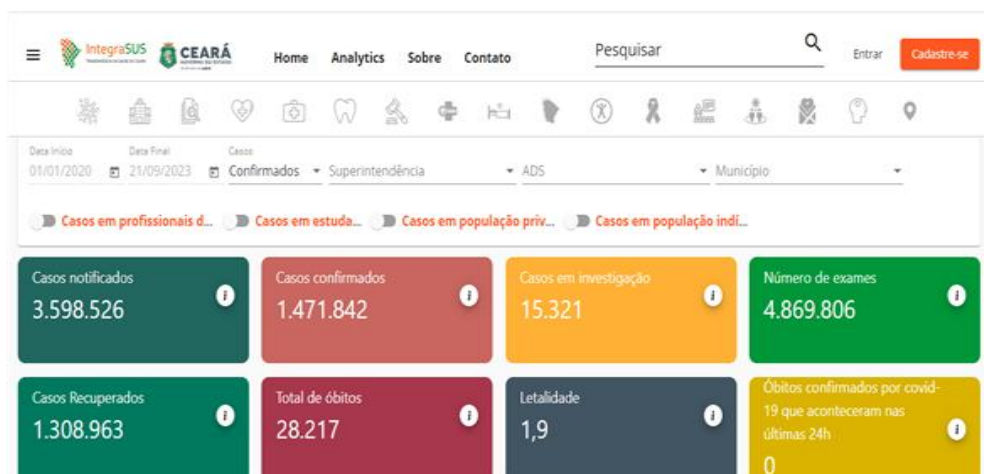 IntegraSUS
CEARÁ
GOVERNO DO ESTADO
Home Analytics Sobre Contato
Pesquisar
Entrar
Cadastre-se
Data Início Data Final Casos
01/01/2020 21/09/2023 Confirmados Superintendência ADS Município
Casos em profissionais d... Casos em estuda... Casos em população priv... Casos em população indí...
Casos notificados
3.598.526
Casos confirmados
1.471.842
Casos em investigação
15.321
Número de exames
4.869.806
Casos Recuperados
1.308.963
Total de óbitos
28.217
Letalidade
1,9
Óbitos confirmados por covid-
19 que aconteceram nas
últimas 24h
0